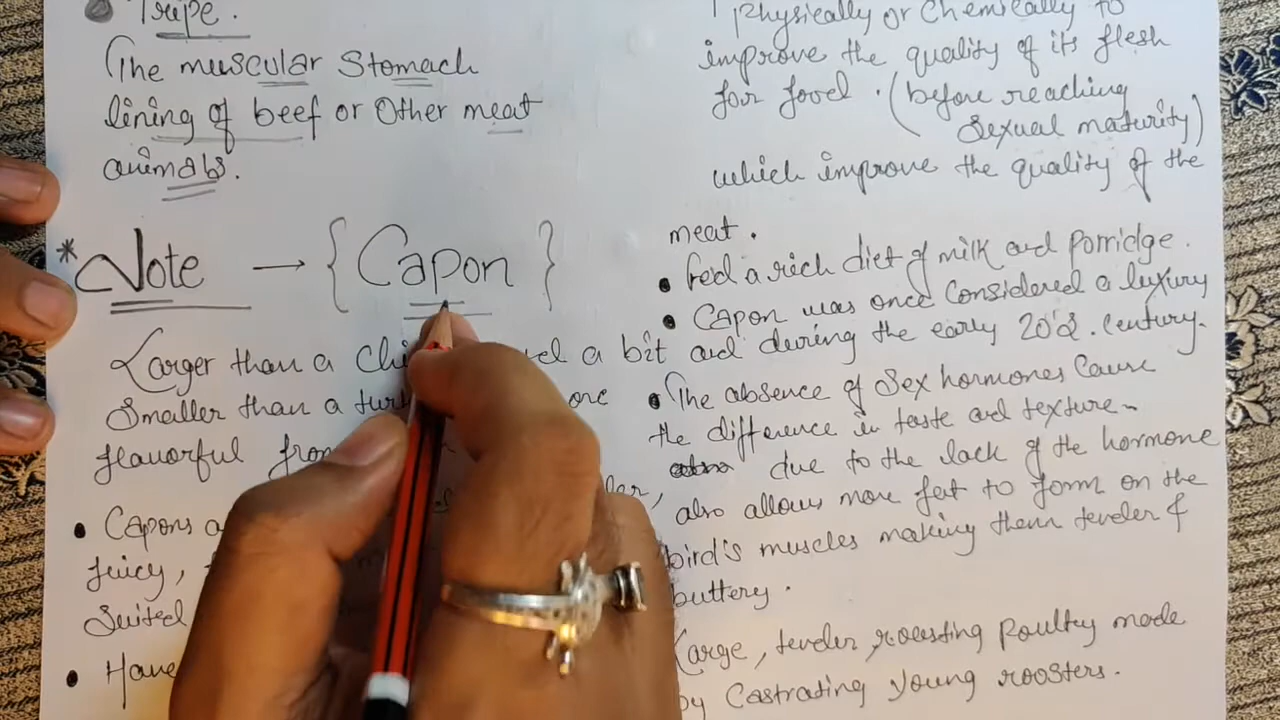 Tripe.
The muscular Stomach
lining of beef or Other meat
animals.
*Note → {Capon}
Larger than a a bit
Smaller than a
flavorful
Capons
Juicy,
Suited
Have
physically or Chemically to
improve the quality of its flesh
for food. (before reaching
Sexual maturity)
which improve the quality of the
meat.
• fed a rich diet of milk and Porridge.
• Capon was once Considered a luxury
and during the early 20'th. Century.
• The absence of Sex hormones Cause
the difference in taste and texture
due to the lack of the hormone
also allows more fat to form on the
bird's muscles making them tender &
buttery.
Large, tender, roasting Poultry made
by Castrating young roosters.